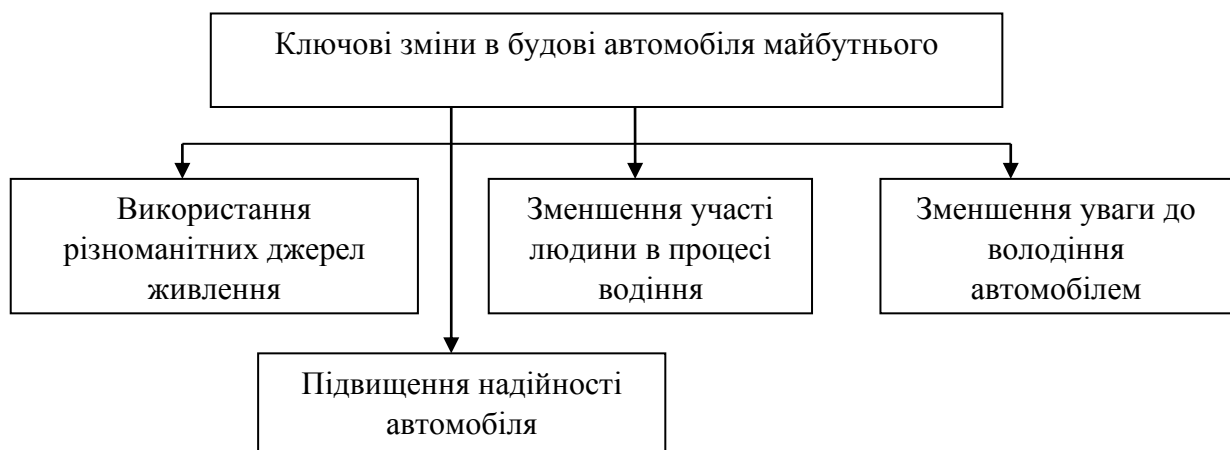 Ключові зміни в будові автомобіля майбутнього
Використання
різноманітних джерел
живлення
Зменшення участі
людини в процесі
водіння
Зменшення уваги до
володіння
автомобілем
Підвищення надійності
автомобіля